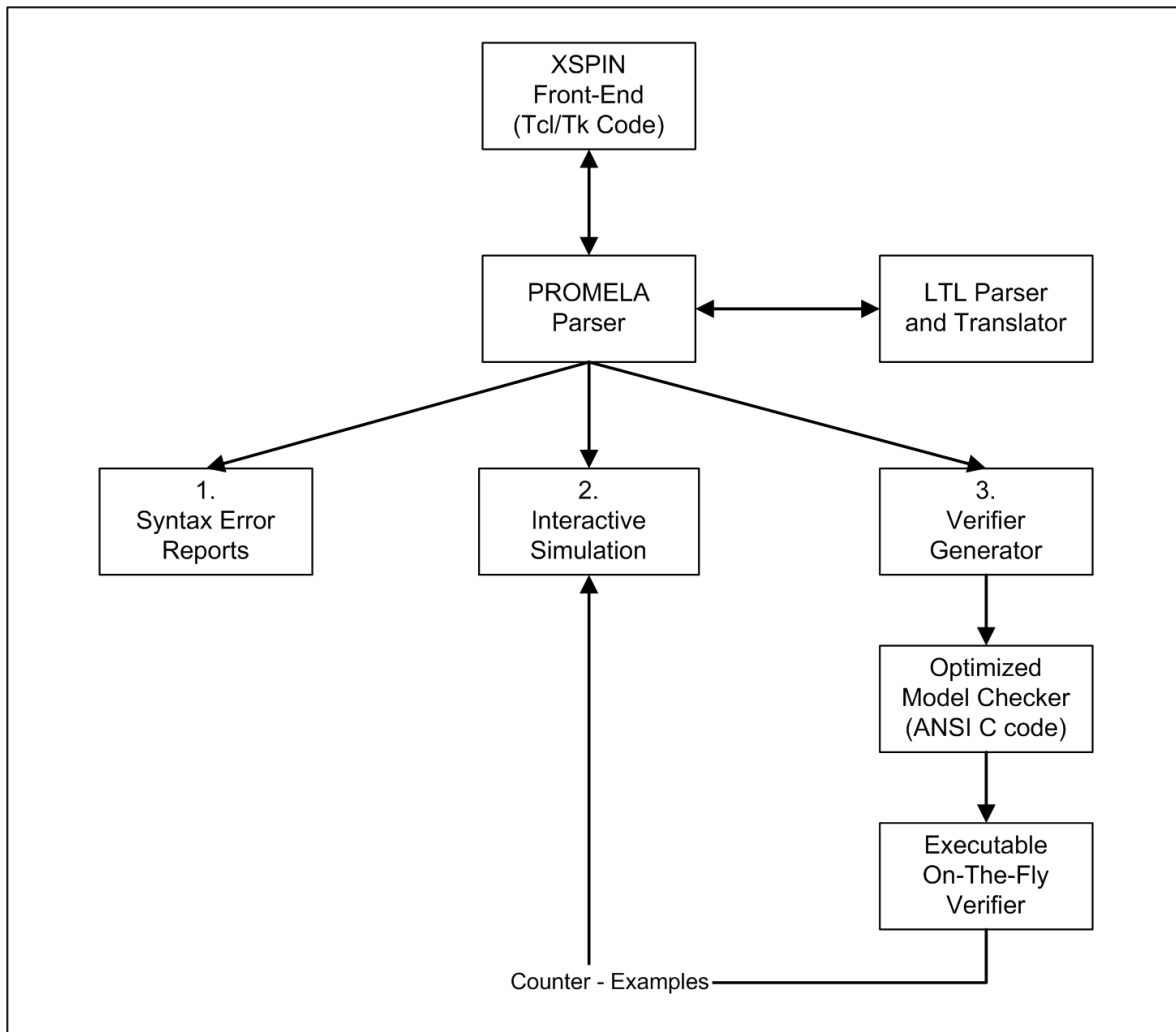 XSPIN
Front-End
(Tcl/Tk Code)
PROMELA
Parser
LTL Parser
and Translator
1.
Syntax Error
Reports
2.
Interactive
Simulation
3.
Verifier
Generator
Optimized
Model Checker
(ANSI C code)
Executable
On-The-Fly
Verifier
Counter - Examples